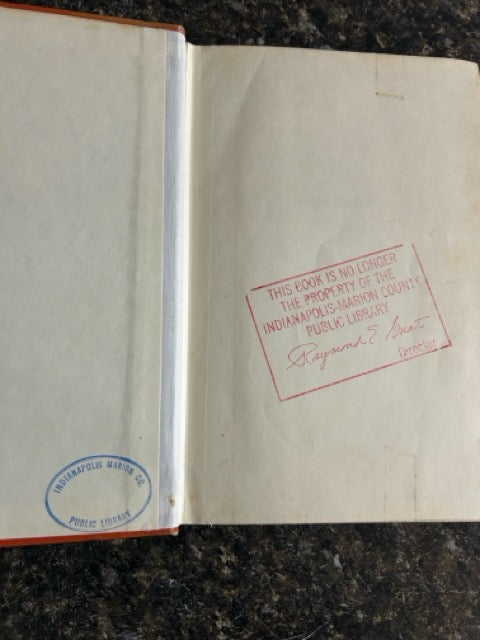 INDIANAPOLIS MARION CO.
PUBLIC LIBRARY
THIS BOOK IS NO LONGER
THE PROPERTY OF THE
INDIANAPOLIS-MARION COUNTY
PUBLIC LIBRARY
Raymond E.
Director